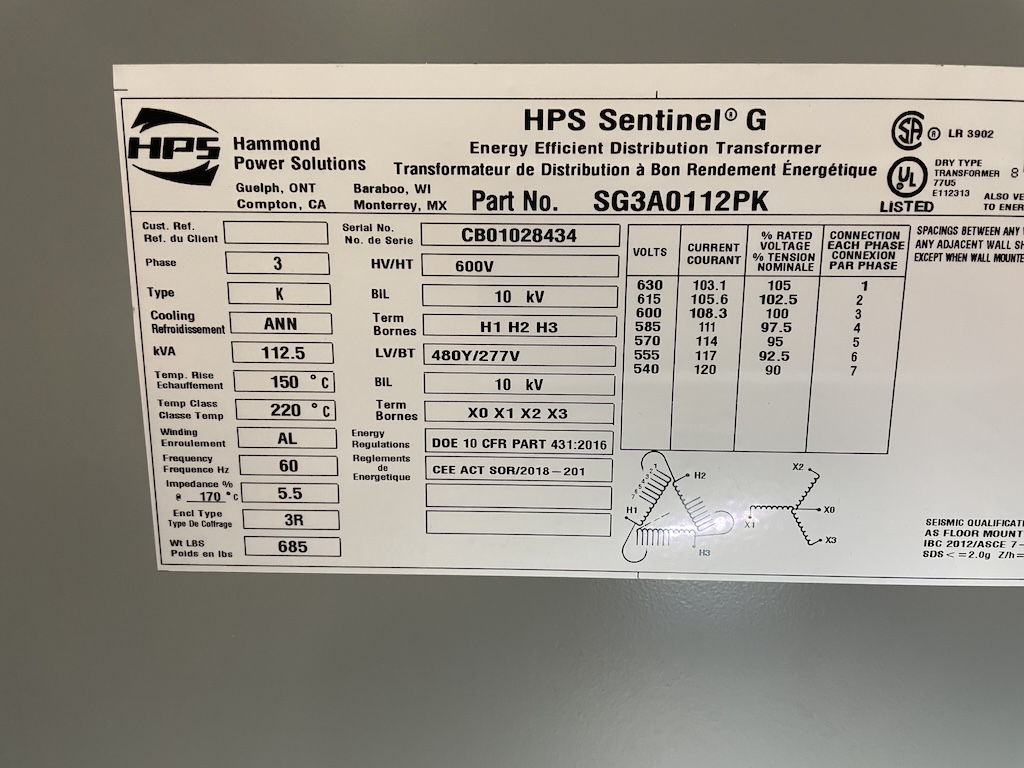 HPS
Hammond
Power Solutions
Guelph, ONT Baraboo, WI
Compton, CA Monterrey, MX
HPS Sentinel® G
Energy Efficient Distribution Transformer
Transformateur de Distribution à Bon Rendement Énergétique
Part No. SG3A0112PK
SA ® LR 3902
UL
LISTED
DRY TYPE
TRANSFORMER
77U5
E112313
ALSO VE
TO ENER
Cust. Ref.
Ref. du Client
Phase 3
Type K
Cooling
Refroidissement ANN
kVA 112.5
Temp. Rise
Echauffement 150 °C
Temp Class
Classe Temp 220 °C
Winding
Enroulement AL
Frequency
Frequence Hz 60
Impedance %
@ 170 °C 5.5
Encl Type
Type De Coffrage 3R
Wt LBS
Poids en lbs 685
Serial No.
No. de Serie CB01028434
HV/HT 600V
BIL 10 kV
Term
Bornes H1 H2 H3
LV/BT 480Y/277V
BIL 10 kV
Term
Bornes X0 X1 X2 X3
Energy
Regulations DOE 10 CFR PART 431:2016
Reglements
de
Energetique CEE ACT SOR/2018-201
VOLTS
CURRENT
COURANT
% RATED
VOLTAGE
% TENSION
NOMINALE
CONNECTION
EACH PHASE
CONNEXION
PAR PHASE
630 103.1 105 1
615 105.6 102.5 2
600 108.3 100 3
585 111 97.5 4
570 114 95 5
555 117 92.5 6
540 120 90 7
SPACINGS BETWEEN ANY
ANY ADJACENT WALL SH
EXCEPT WHEN WALL MOUNTE
H2
H1
H3
X2
X1
X0
X3
SEISMIC QUALIFICATI
AS FLOOR MOUNT
IBC 2012/ASCE 7-
SDS <=2.0g Z/h=